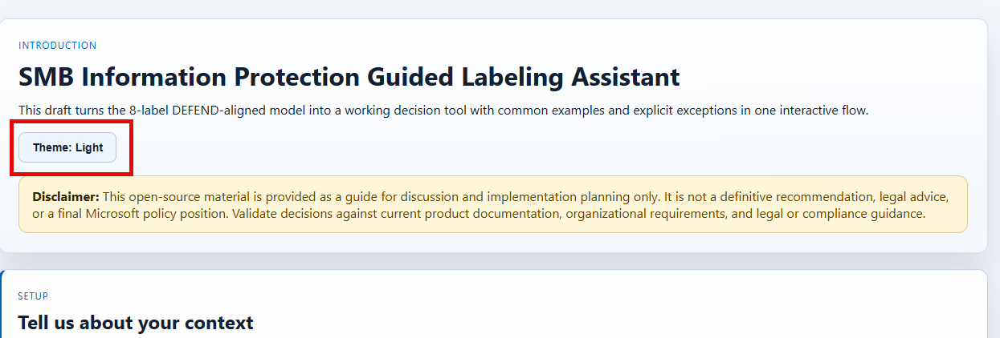 INTRODUCTION
SMB Information Protection Guided Labeling Assistant
This draft turns the 8-label DEFEND-aligned model into a working decision tool with common examples and explicit exceptions in one interactive flow.
Theme: Light
Disclaimer: This open-source material is provided as a guide for discussion and implementation planning only. It is not a definitive recommendation, legal advice,
or a final Microsoft policy position. Validate decisions against current product documentation, organizational requirements, and legal or compliance guidance.
SETUP
Tell us about your context